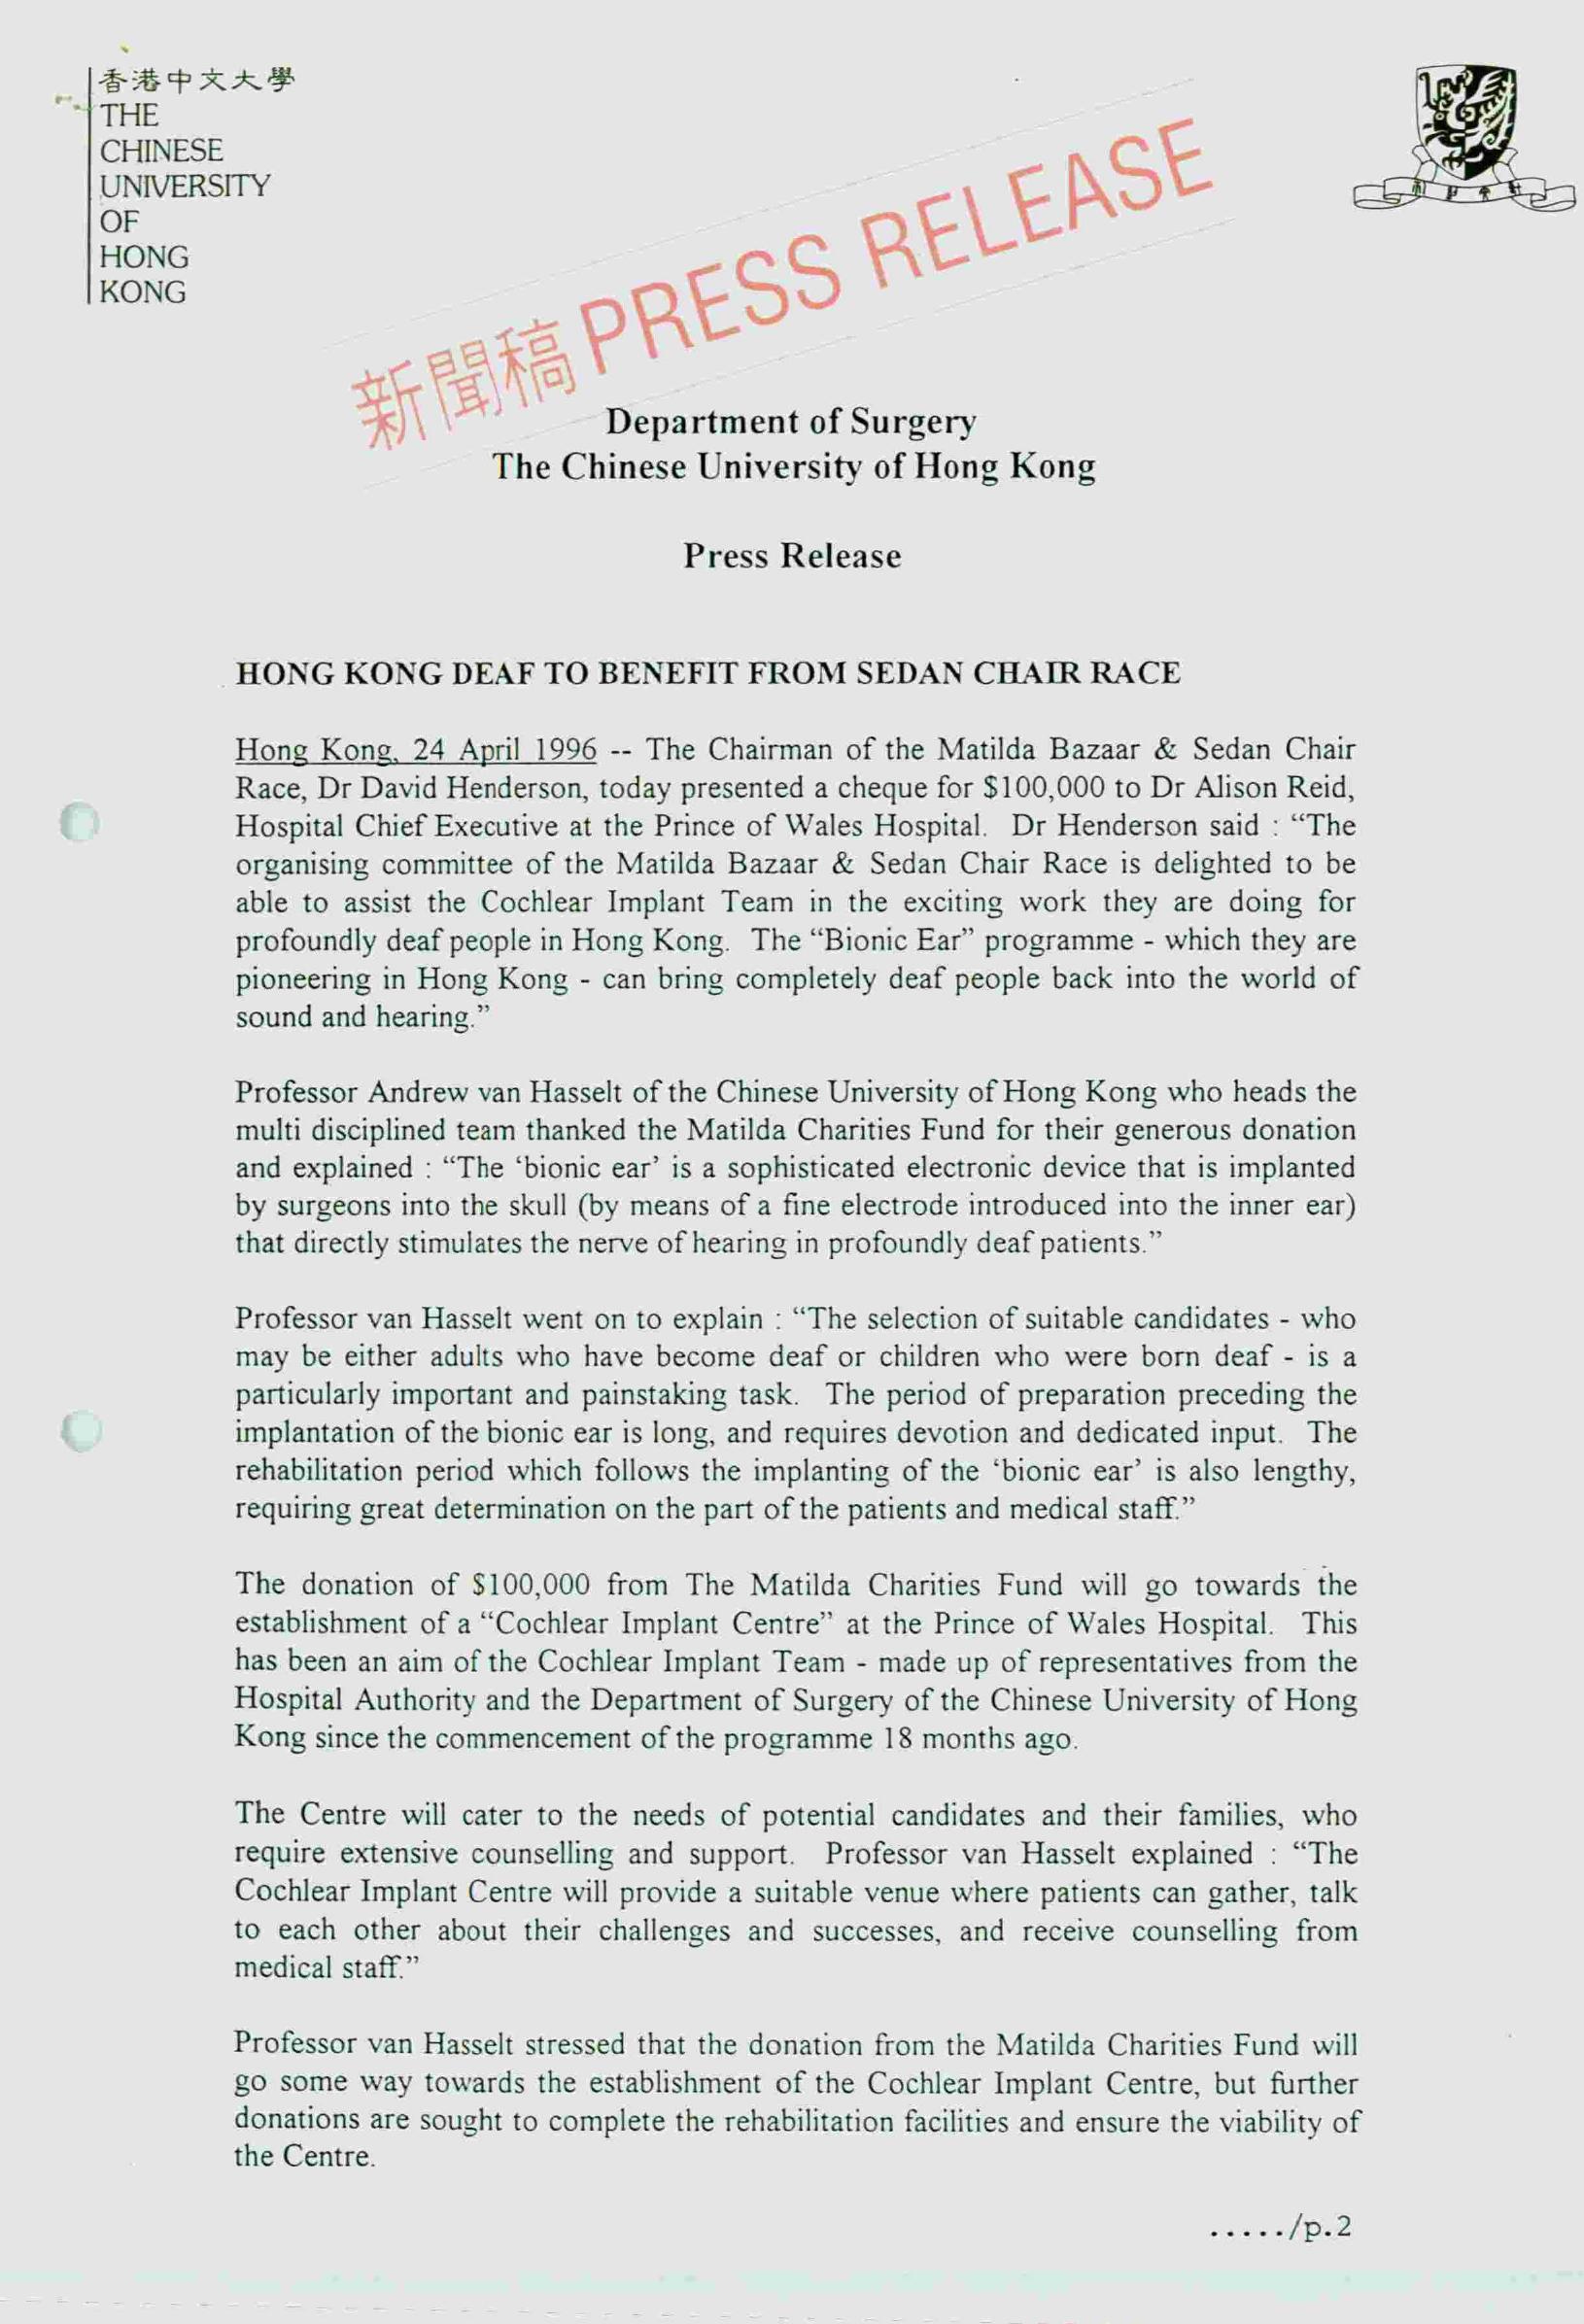 香港中文大學
THE
CHINESE
UNIVERSITY
OF
HONG
KONG
新聞稿 PRESS RELEASE
Department of Surgery
The Chinese University of Hong Kong
Press Release
HONG KONG DEAF TO BENEFIT FROM SEDAN CHAIR RACE
Hong Kong, 24 April 1996 -- The Chairman of the Matilda Bazaar & Sedan Chair
Race, Dr David Henderson, today presented a cheque for $100,000 to Dr Alison Reid,
Hospital Chief Executive at the Prince of Wales Hospital. Dr Henderson said : “The
organising committee of the Matilda Bazaar & Sedan Chair Race is delighted to be
able to assist the Cochlear Implant Team in the exciting work they are doing for
profoundly deaf people in Hong Kong. The “Bionic Ear” programme - which they are
pioneering in Hong Kong - can bring completely deaf people back into the world of
sound and hearing.”
Professor Andrew van Hasselt of the Chinese University of Hong Kong who heads the
multi disciplined team thanked the Matilda Charities Fund for their generous donation
and explained : “The ‘bionic ear’ is a sophisticated electronic device that is implanted
by surgeons into the skull (by means of a fine electrode introduced into the inner ear)
that directly stimulates the nerve of hearing in profoundly deaf patients.”
Professor van Hasselt went on to explain : “The selection of suitable candidates - who
may be either adults who have become deaf or children who were born deaf - is a
particularly important and painstaking task. The period of preparation preceding the
implantation of the bionic ear is long, and requires devotion and dedicated input. The
rehabilitation period which follows the implanting of the ‘bionic ear’ is also lengthy,
requiring great determination on the part of the patients and medical staff.”
The donation of $100,000 from The Matilda Charities Fund will go towards the
establishment of a “Cochlear Implant Centre” at the Prince of Wales Hospital. This
has been an aim of the Cochlear Implant Team - made up of representatives from the
Hospital Authority and the Department of Surgery of the Chinese University of Hong
Kong since the commencement of the programme 18 months ago.
The Centre will cater to the needs of potential candidates and their families, who
require extensive counselling and support. Professor van Hasselt explained : “The
Cochlear Implant Centre will provide a suitable venue where patients can gather, talk
to each other about their challenges and successes, and receive counselling from
medical staff.”
Professor van Hasselt stressed that the donation from the Matilda Charities Fund will
go some way towards the establishment of the Cochlear Implant Centre, but further
donations are sought to complete the rehabilitation facilities and ensure the viability of
the Centre.
...../p.2